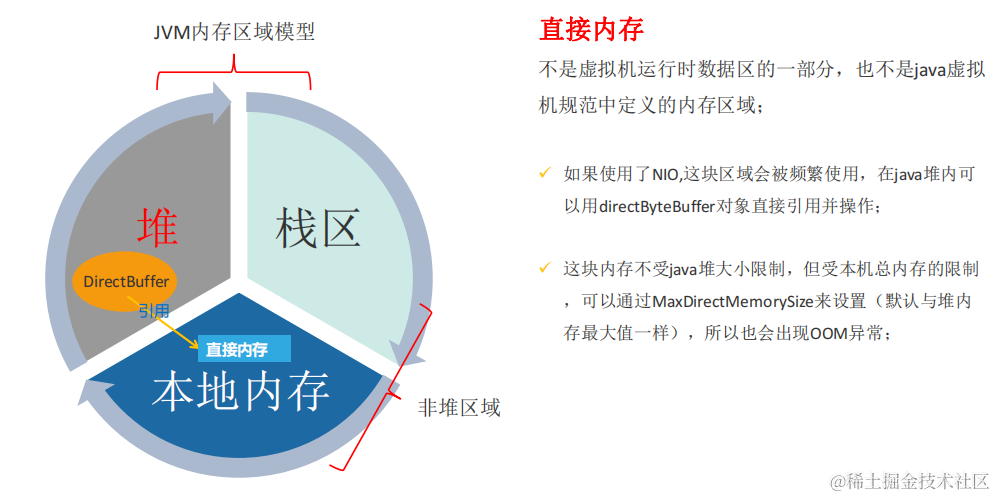 JVM内存区域模型
堆
栈区
DirectBuffer
引用
直接内存
本地内存
非堆区域
直接内存
不是虚拟机运行时数据区的一部分，也不是java虚拟
机规范中定义的内存区域；
如果使用了NIO,这块区域会被频繁使用，在java堆内可
以用directByteBuffer对象直接引用并操作；
这块内存不受java堆大小限制，但受本机总内存的限制
，可以通过MaxDirectMemorySize来设置（默认与堆内
存最大值一样），所以也会出现OOM异常；
@稀土掘金技术社区